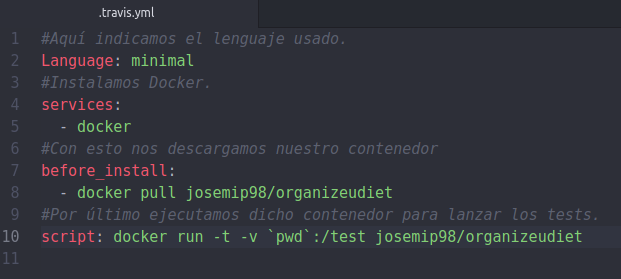 .travis.yml
1 #Aquí indicamos el lenguaje usado.
2 Language: minimal
3 #Instalamos Docker.
4 services:
5   - docker
6 #Con esto nos descargamos nuestro contenedor
7 before_install:
8   - docker pull josemip98/organizeudiet
9 #Por último ejecutamos dicho contenedor para lanzar los tests.
10 script: docker run -t -v `pwd`:/test josemip98/organizeudiet
11